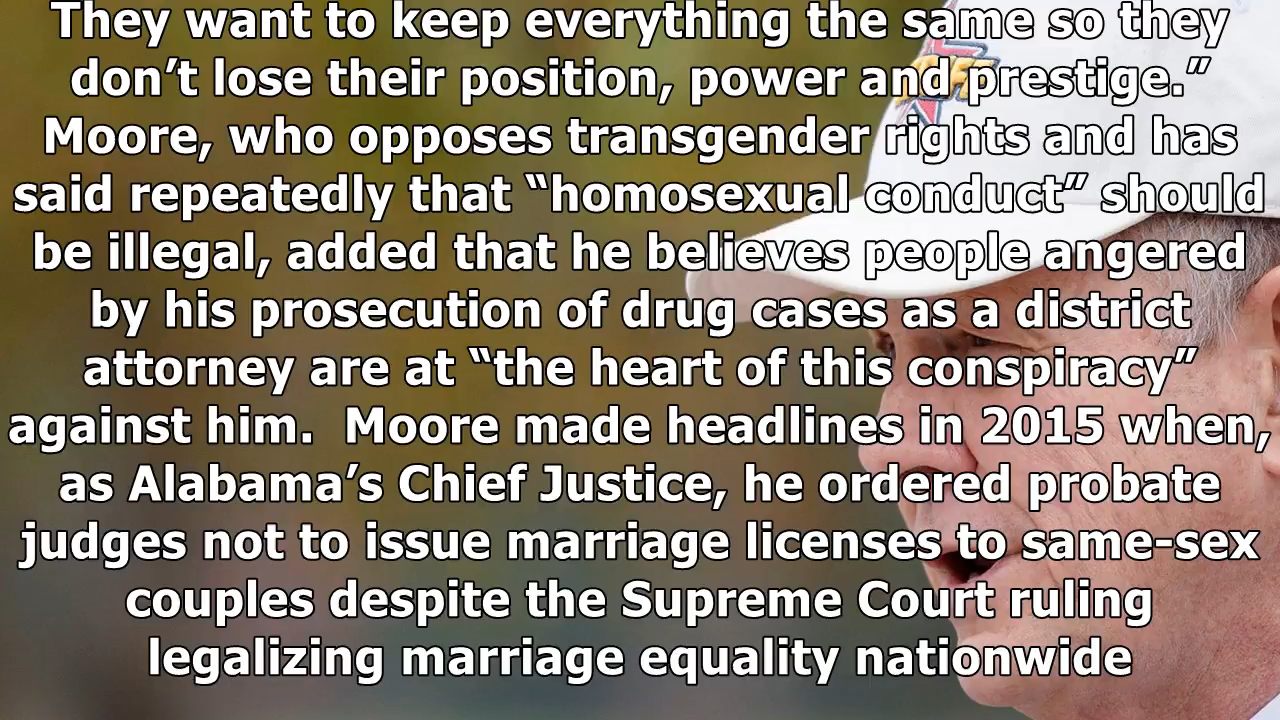 They want to keep everything the same so they
don’t lose their position, power and prestige.”
Moore, who opposes transgender rights and has
said repeatedly that “homosexual conduct” should
be illegal, added that he believes people angered
by his prosecution of drug cases as a district
attorney are at “the heart of this conspiracy”
against him.  Moore made headlines in 2015 when,
as Alabama’s Chief Justice, he ordered probate
judges not to issue marriage licenses to same-sex
couples despite the Supreme Court ruling
legalizing marriage equality nationwide